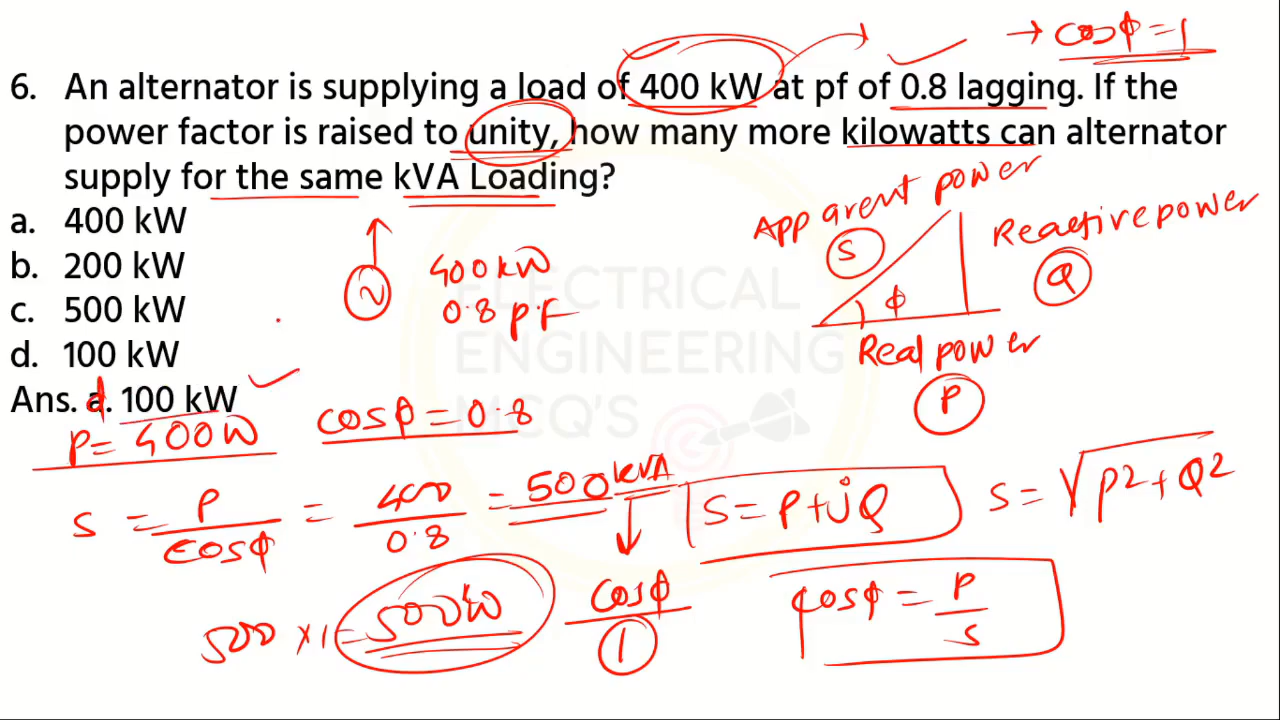 → cosϕ = 1
6. An alternator is supplying a load of 400 kW at pf of 0.8 lagging. If the
power factor is raised to unity, how many more kilowatts can alternator
supply for the same kVA Loading?
a. 400 kW
b. 200 kW
c. 500 kW
d. 100 kW
Ans. d. 100 kW
400 kW
0.8 p.f
Apparent power
S
ϕ
Reactive power
Q
Real power
P
ELECTRICAL
ENGINEERING
MCQ'S
P = 400W
cosϕ = 0.8
S = P/cosϕ = 400/0.8 = 500 kVA
S = P + jQ
S = √P2 + Q2
500 × 1 = 500 kW
cosϕ
1
cosϕ = P/S